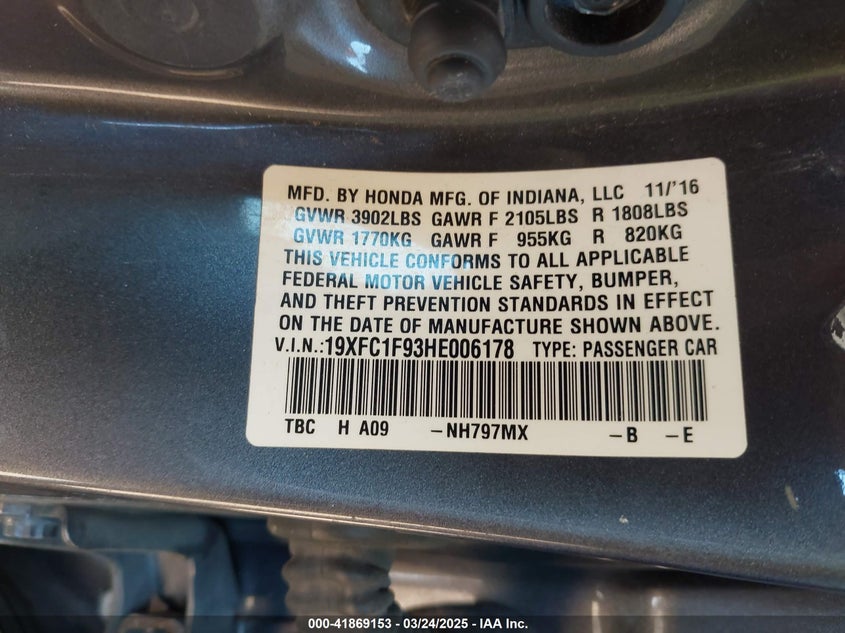 MFD. BY HONDA MFG. OF INDIANA, LLC 11/'16
GVWR 3902LBS GAWR F 2105LBS R 1808LBS
GVWR 1770KG GAWR F 955KG R 820KG
THIS VEHICLE CONFORMS TO ALL APPLICABLE
FEDERAL MOTOR VEHICLE SAFETY, BUMPER,
AND THEFT PREVENTION STANDARDS IN EFFECT
ON THE DATE OF MANUFACTURE SHOWN ABOVE.
V.I.N.:19XFC1F93HE006178 TYPE: PASSENGER CAR
TBC H A09 -NH797MX -B -E
000-41869153 - 03/24/2025 - IAA Inc.